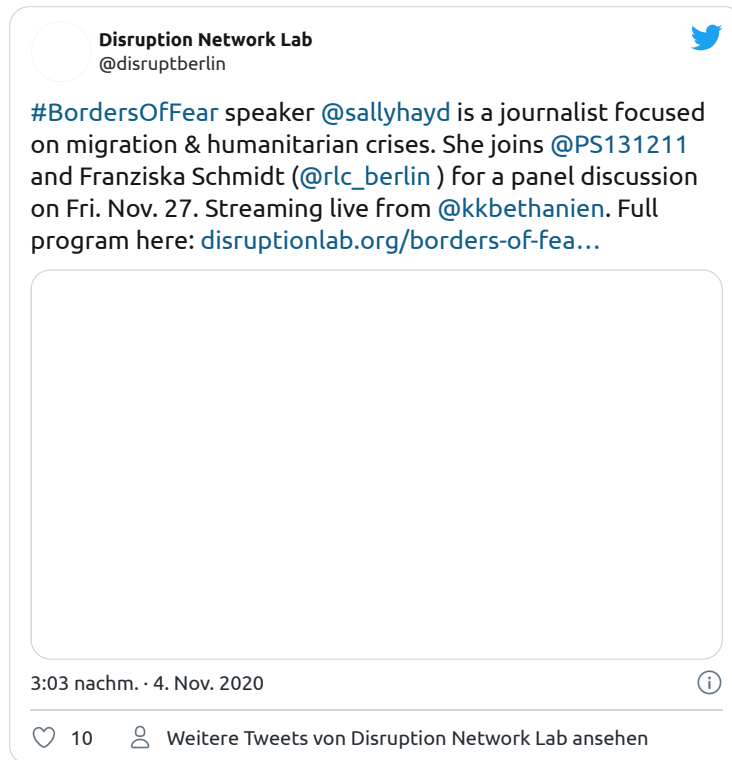 Disruption Network Lab
@disruptberlin
#BordersOfFear speaker @sallyhayd is a journalist focused
on migration & humanitarian crises. She joins @PS131211
and Franziska Schmidt (@rlc_berlin ) for a panel discussion
on Fri. Nov. 27. Streaming live from @kkbethanien. Full
program here: disruptionlab.org/borders-of-fea…
3:03 nachm. · 4. Nov. 2020
10 Weitere Tweets von Disruption Network Lab ansehen